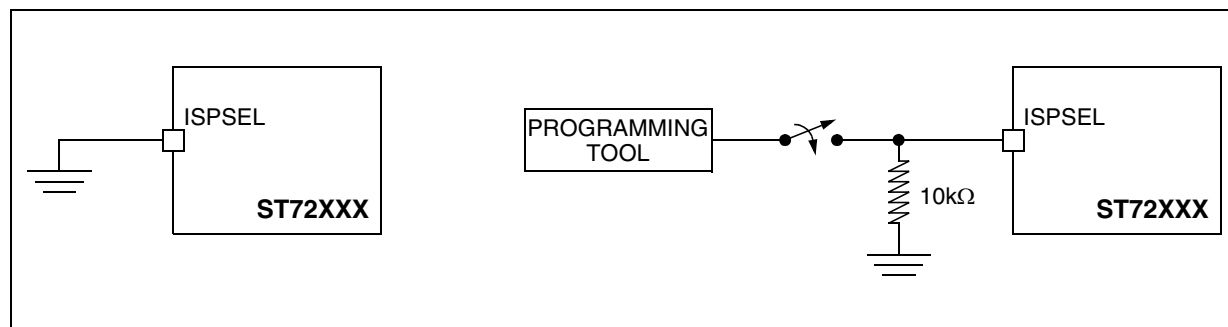 ISPSEL
ST72XXX
PROGRAMMING
TOOL
10kΩ
ISPSEL
ST72XXX